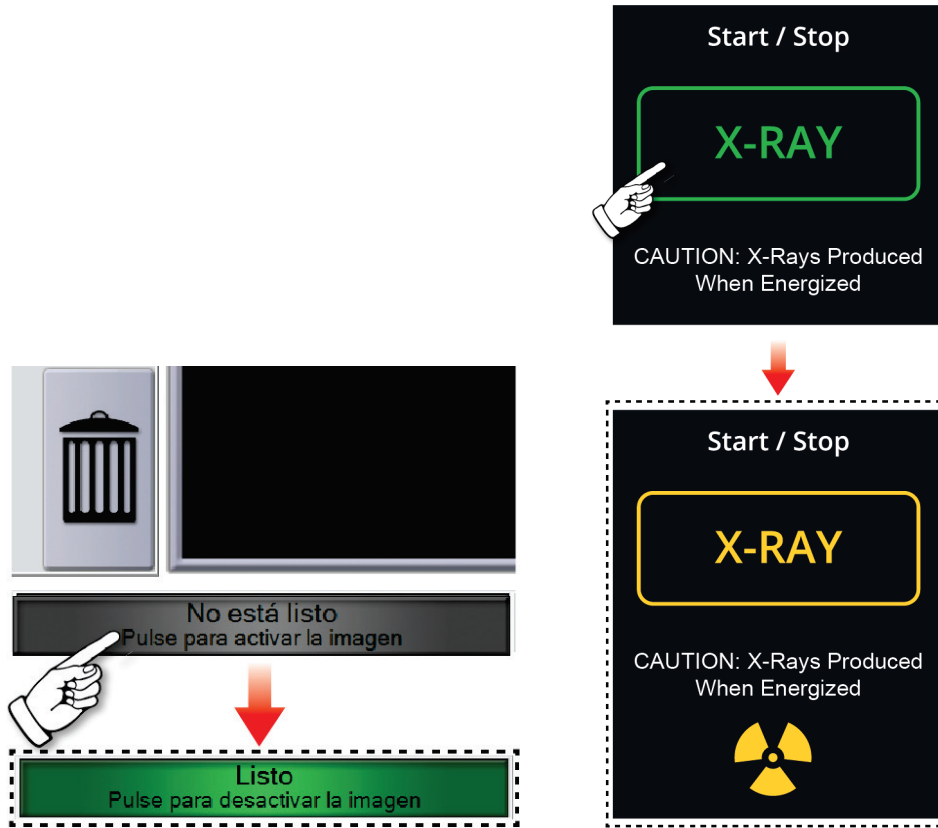 No está listo
Pulse para activar la imagen
Listo
Pulse para desactivar la imagen
Start / Stop
X-RAY
CAUTION: X-Rays Produced
When Energized
Start / Stop
X-RAY
CAUTION: X-Rays Produced
When Energized